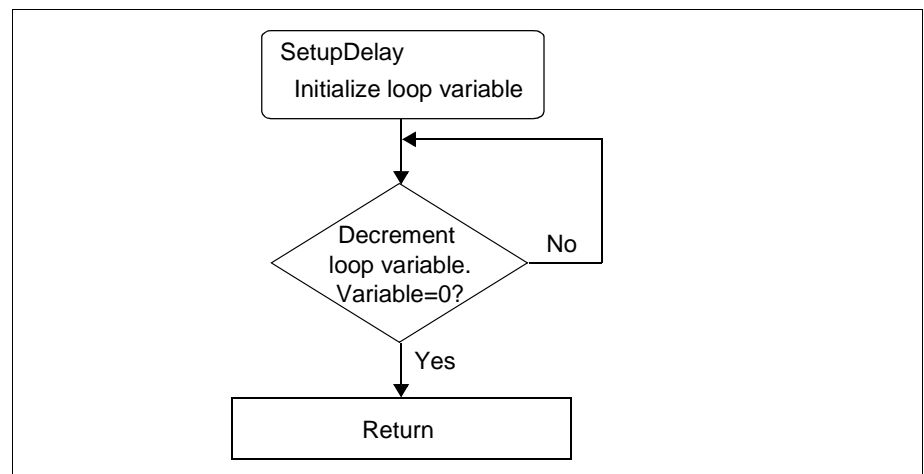 SetupDelay
Initialize loop variable
Decrement
loop variable.
Variable=0?
No
Yes
Return